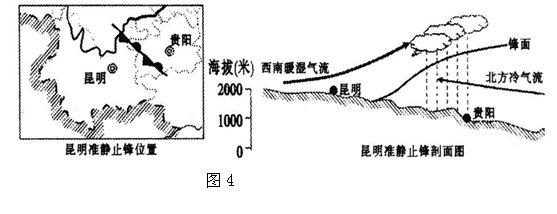 贵阳
昆明
昆明准静止锋位置
海拔(米)
2000
1000
0
西南暖湿气流
锋面
北方冷气流
昆明
贵阳
昆明准静止锋剖面图
图4